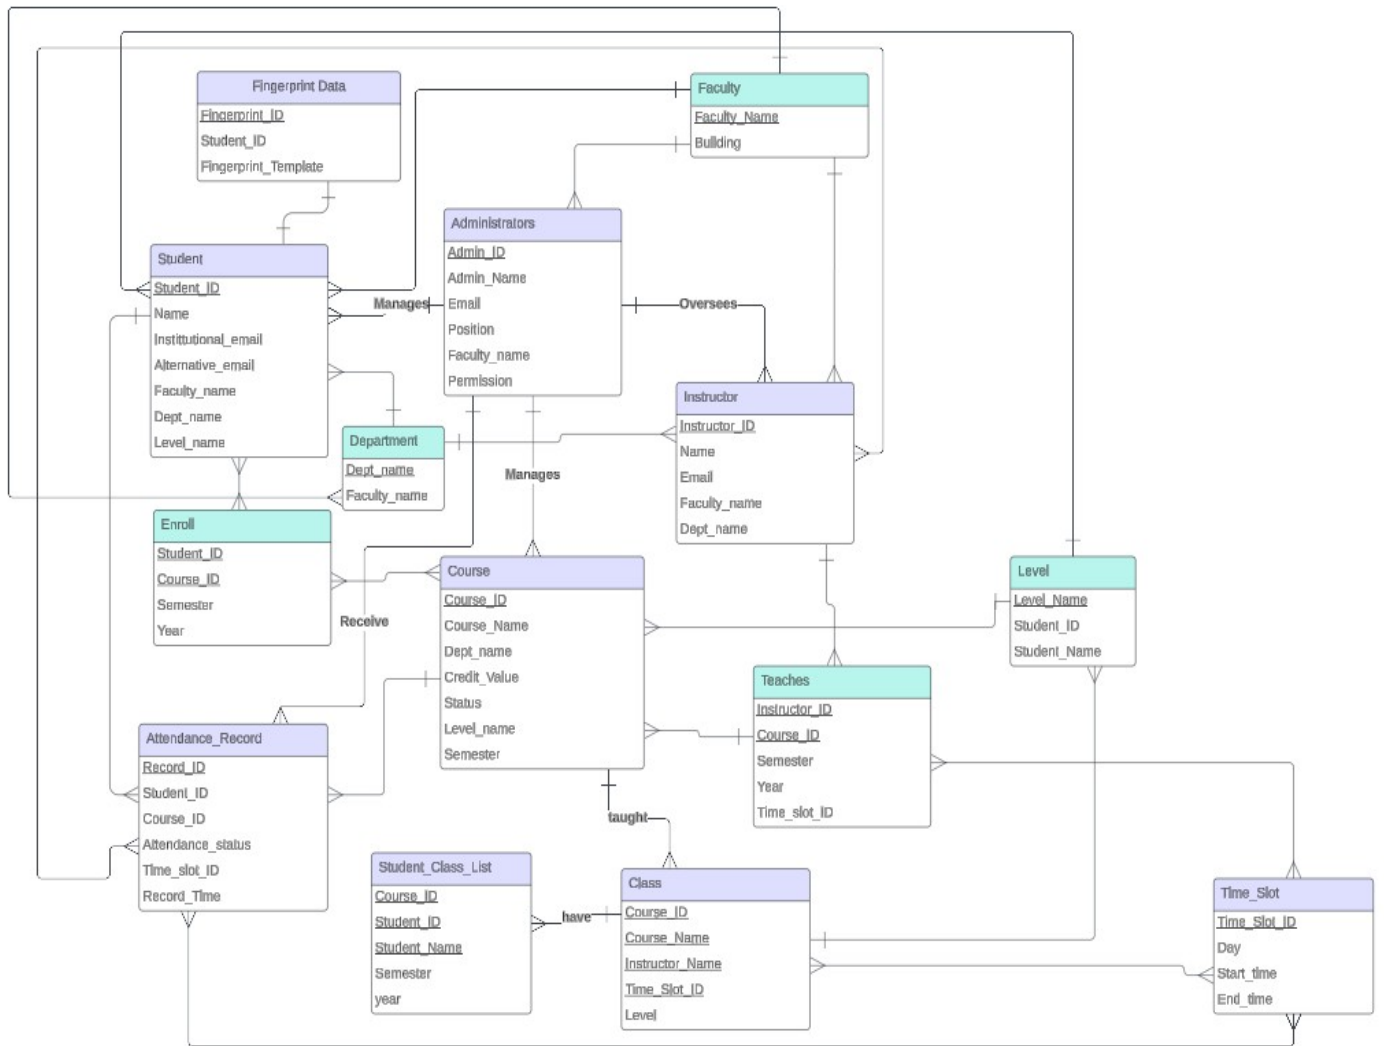 Fingerprint Data
Fingerprint_ID
Student_ID
Fingerprint_Template
Faculty
Faculty_Name
Building
Administrators
Admin_ID
Admin_Name
Email
Position
Faculty_name
Permission
Student
Student_ID
Name
Institutional_email
Alternative_email
Faculty_name
Dept_name
Level_name
Manages
Oversees
Instructor
Instructor_ID
Name
Email
Faculty_name
Dept_name
Department
Dept_name
Faculty_name
Manages
Enroll
Student_ID
Course_ID
Semester
Year
Receive
Course
Course_ID
Course_Name
Dept_name
Credit_Value
Status
Level_name
Semester
Level
Level_Name
Student_ID
Student_Name
Teaches
Instructor_ID
Course_ID
Semester
Year
Time_slot_ID
Attendance_Record
Record_ID
Student_ID
Course_ID
Attendance_status
Time_slot_ID
Record_Time
taught
Student_Class_List
Course_ID
Student_ID
Student_Name
Semester
year
have
Class
Course_ID
Course_Name
Instructor_Name
Time_Slot_ID
Level
Time_Slot
Time_Slot_ID
Day
Start_time
End_time